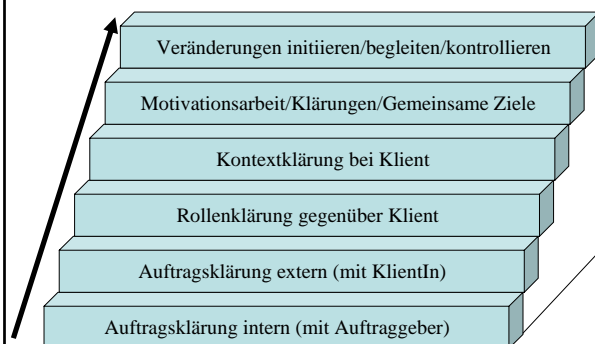 Veränderungen initiieren/begleiten/kontrollieren
Motivationsarbeit/Klärungen/Gemeinsame Ziele
Kontextklärung bei Klient
Rollenklärung gegenüber Klient
Auftragsklärung extern (mit KlientIn)
Auftragsklärung intern (mit Auftraggeber)